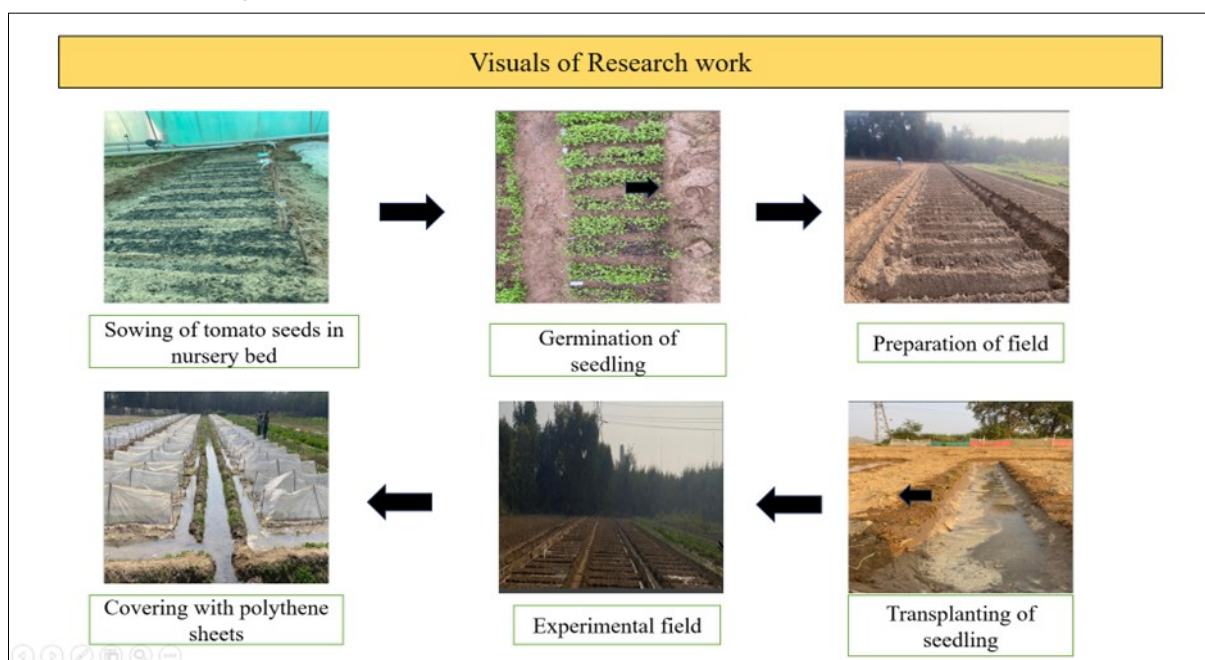 Visuals of Research work
Sowing of tomato seeds in
nursery bed
Germination of
seedling
Preparation of field
Covering with polythene
sheets
Experimental field
Transplanting of
seedling